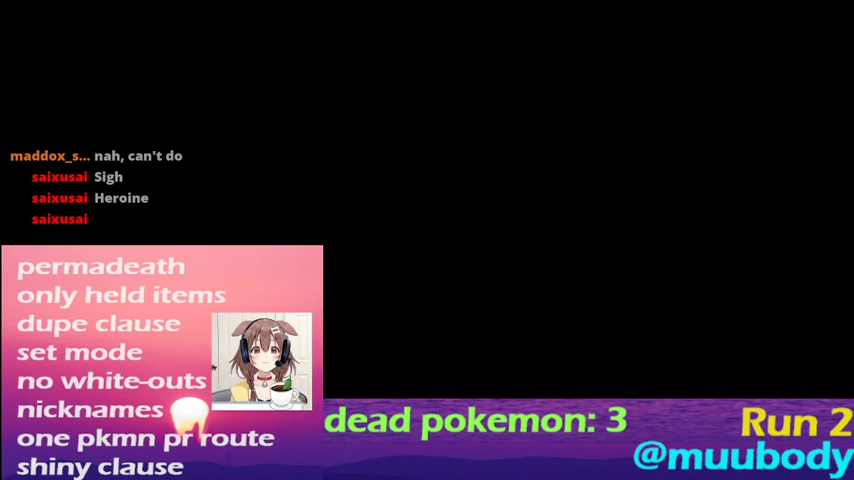 maddox_s... nah, can't do
saixusai Sigh
saixusai Heroine
saixusai
permadeath
only held items
dupe clause
set mode
no white-outs
nicknames
one pkmn pr route
shiny clause
dead pokemon: 3
Run 2
@muubody